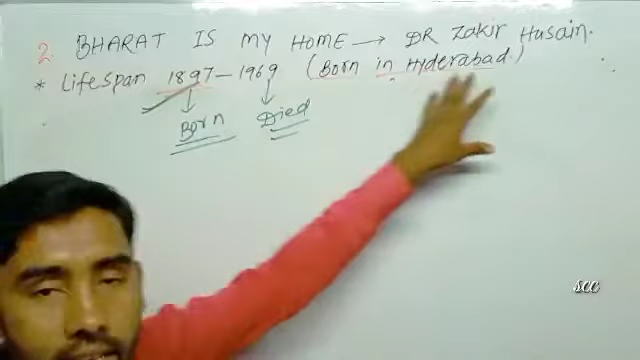 2. BHARAT IS MY HOME → DR Zakir Husain.
* Lifespan 1897 – 1969 (Born in Hyderabad.)
Born Died
scc